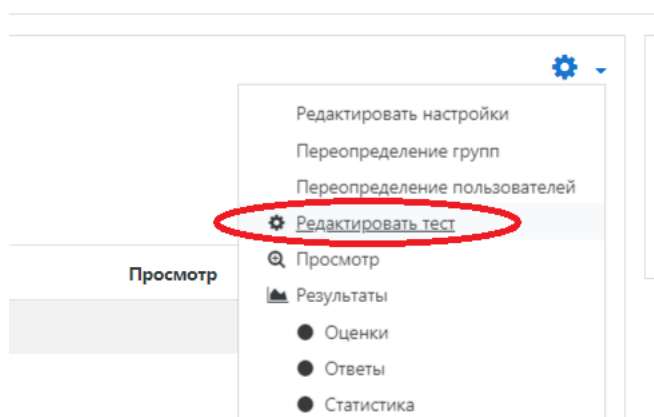 Редактировать настройки
Переопределение групп
Переопределение пользователей
Редактировать тест
Просмотр
Просмотр
Результаты
Оценки
Ответы
Статистика